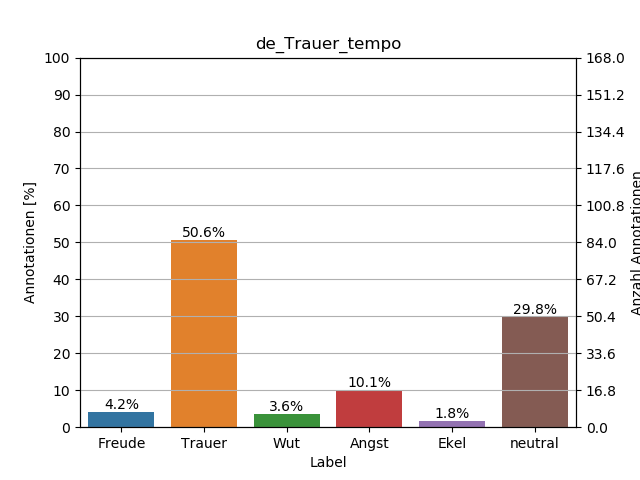 de_Trauer_tempo
Annotationen [%]
100
90
80
70
60
50
40
30
20
10
0
168.0
151.2
134.4
117.6
100.8
84.0
67.2
50.4
33.6
16.8
0.0
Anzahl Annotationen
4.2%
50.6%
3.6%
10.1%
1.8%
29.8%
Freude
Trauer
Wut
Angst
Ekel
neutral
Label